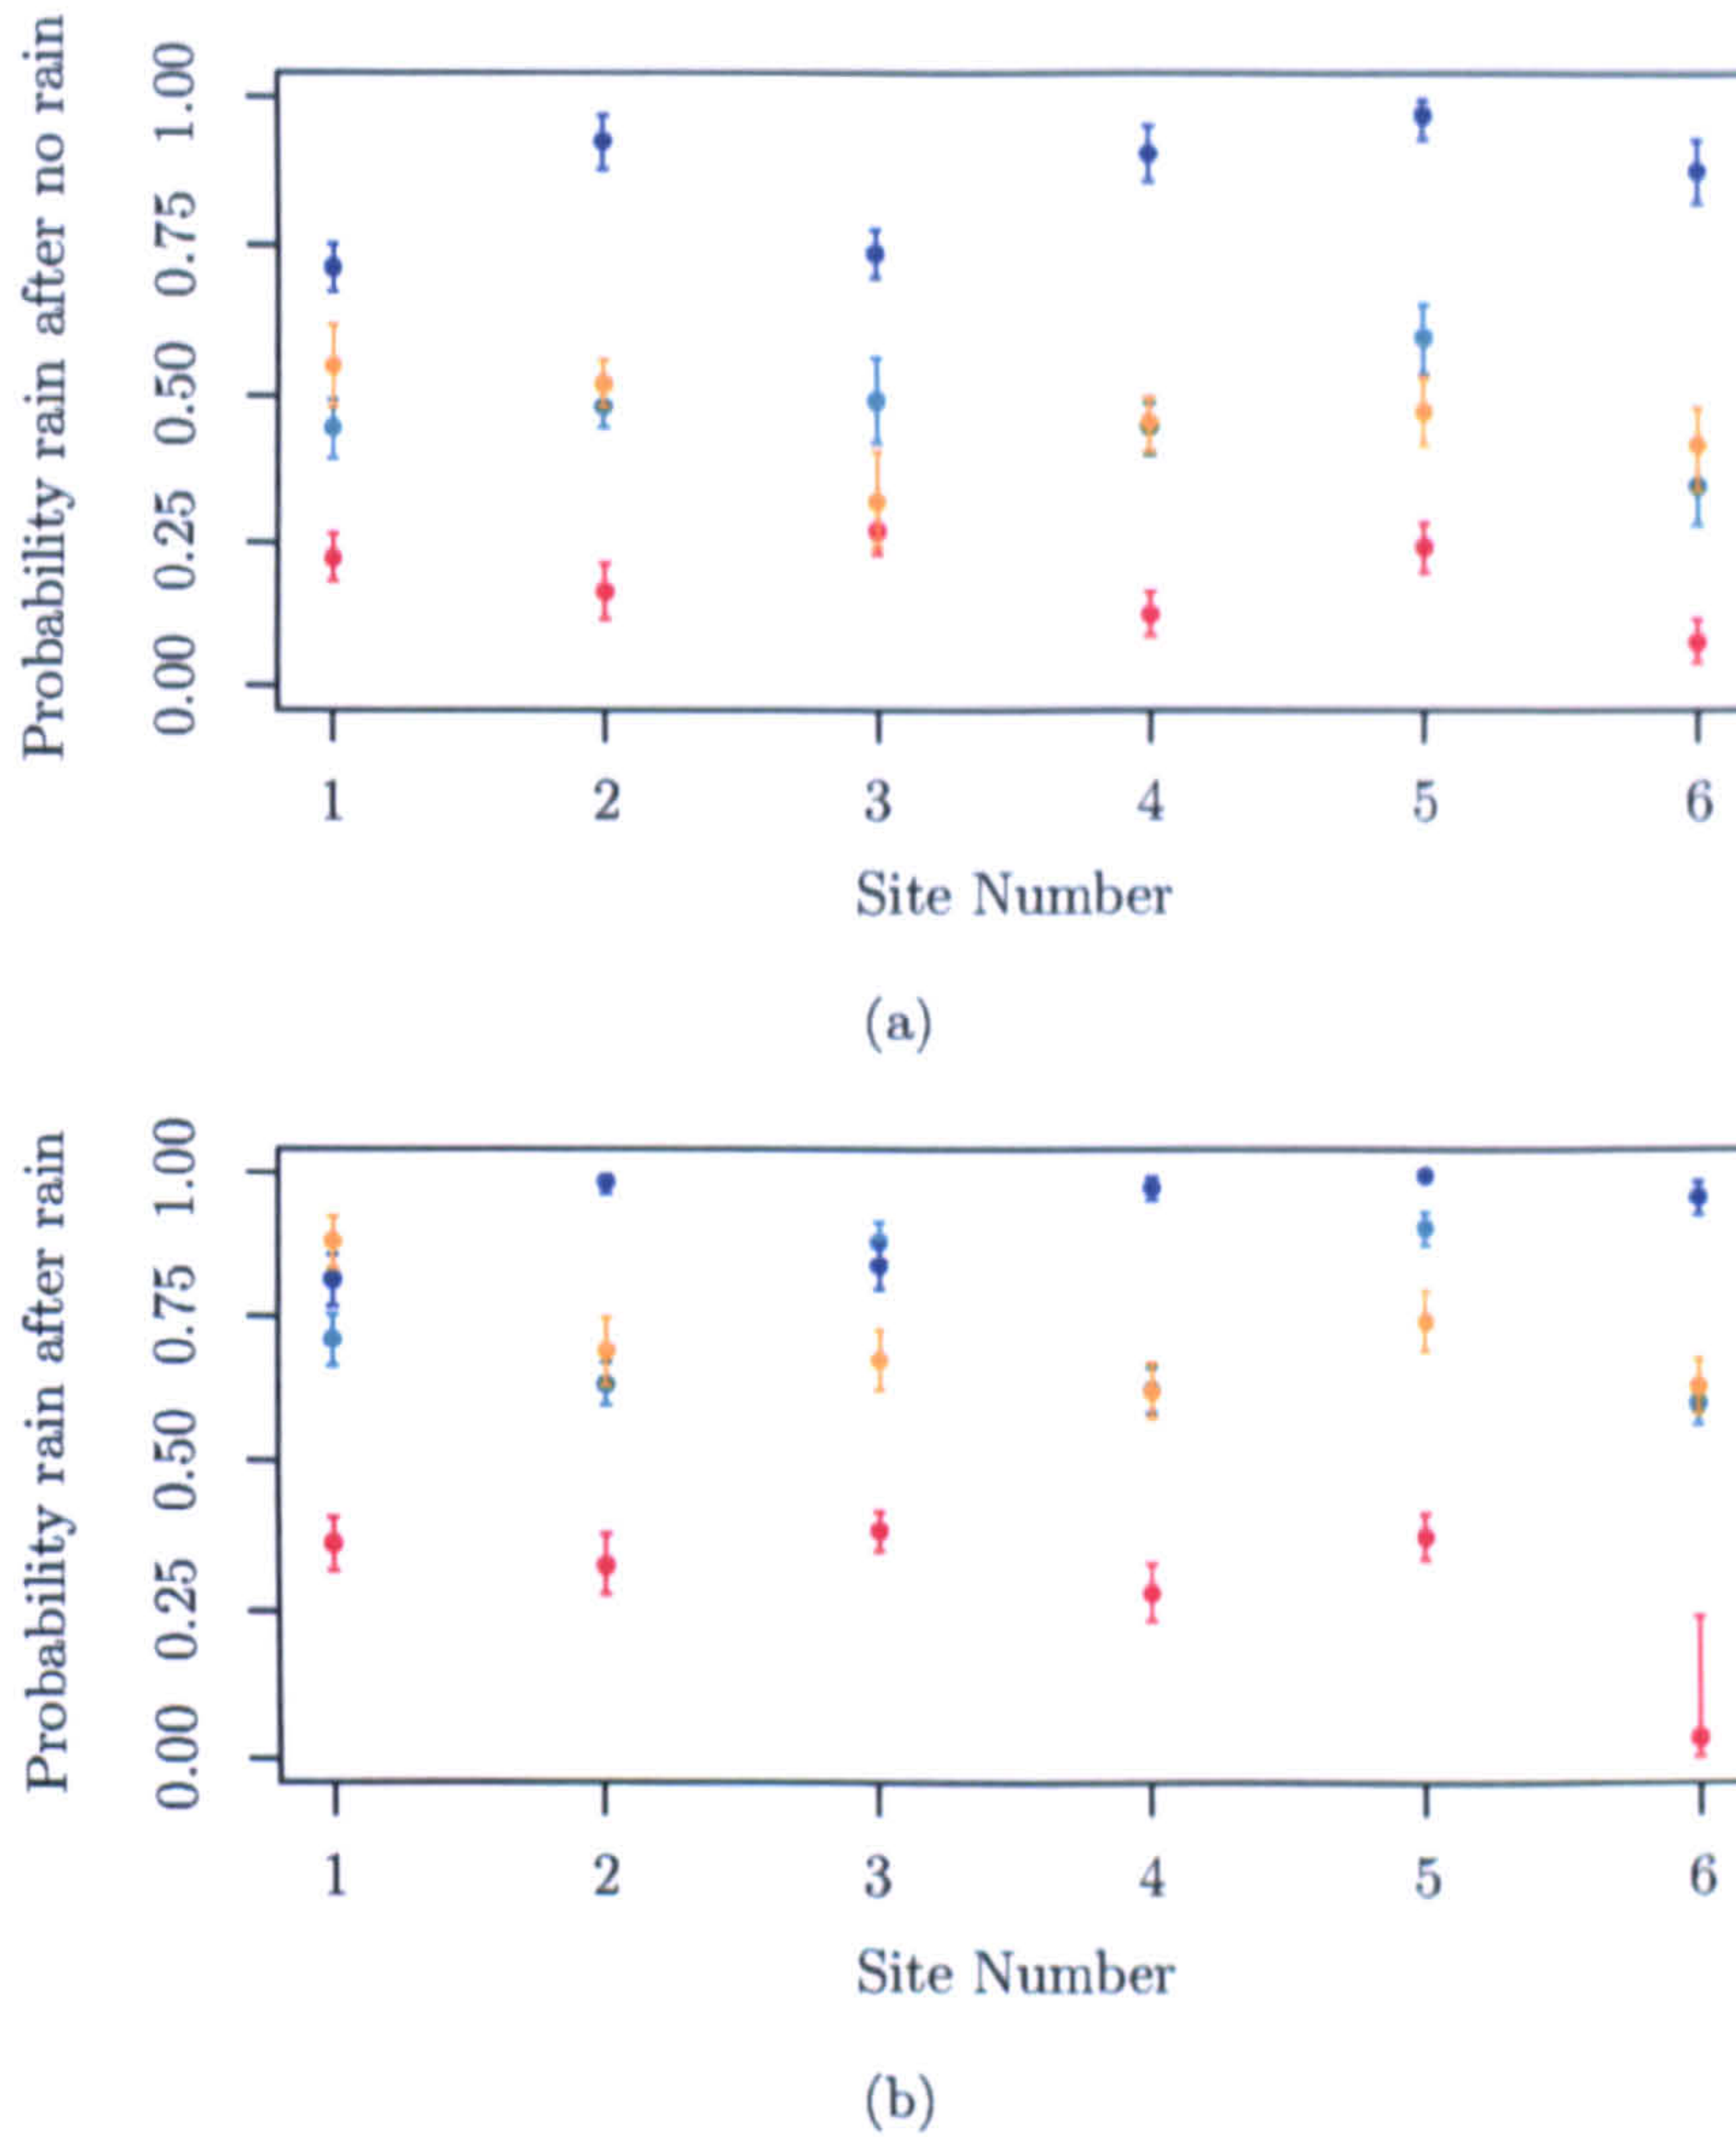 Probability rain after no rain
1.00
0.75
0.50
0.25
0.00
1 2 3 4 5 6
Site Number
(a)
Probability rain after rain
1.00
0.75
0.50
0.25
0.00
1 2 3 4 5 6
Site Number
(b)